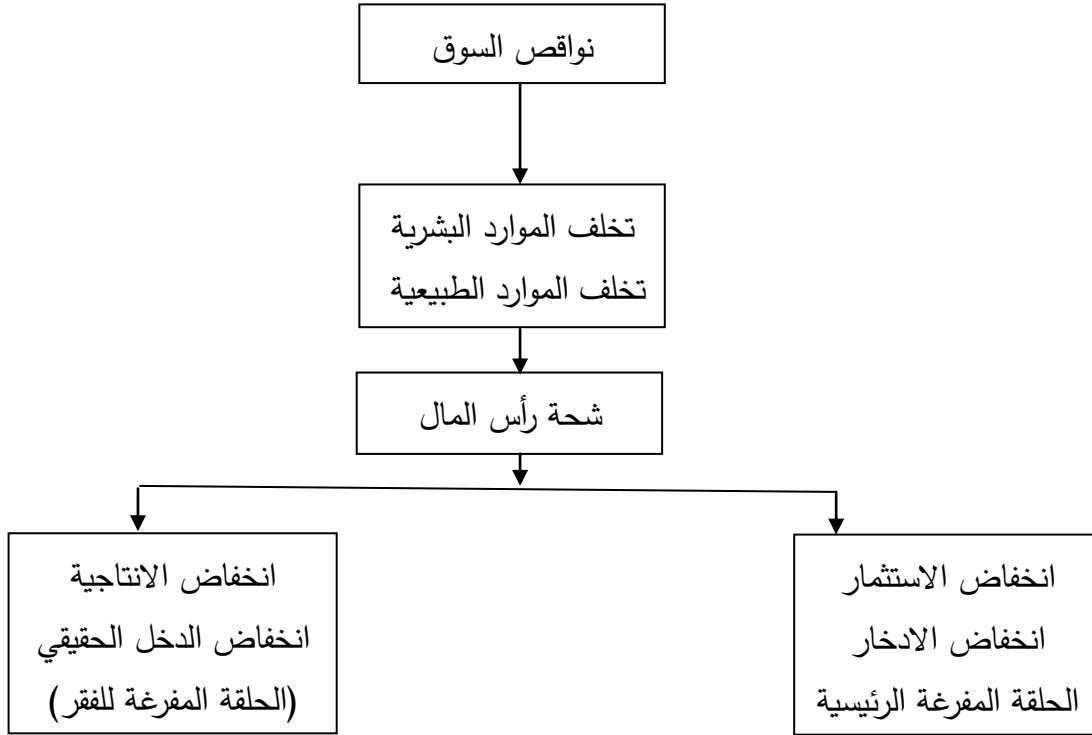 نواقص السوق
تخلف الموارد البشرية
تخلف الموارد الطبيعية
شحة رأس المال
انخفاض الاستثمار
انخفاض الادخار
الحلقة المفرغة الرئيسية
انخفاض الانتاجية
انخفاض الدخل الحقيقي
(الحلقة المفرغة للفقر)